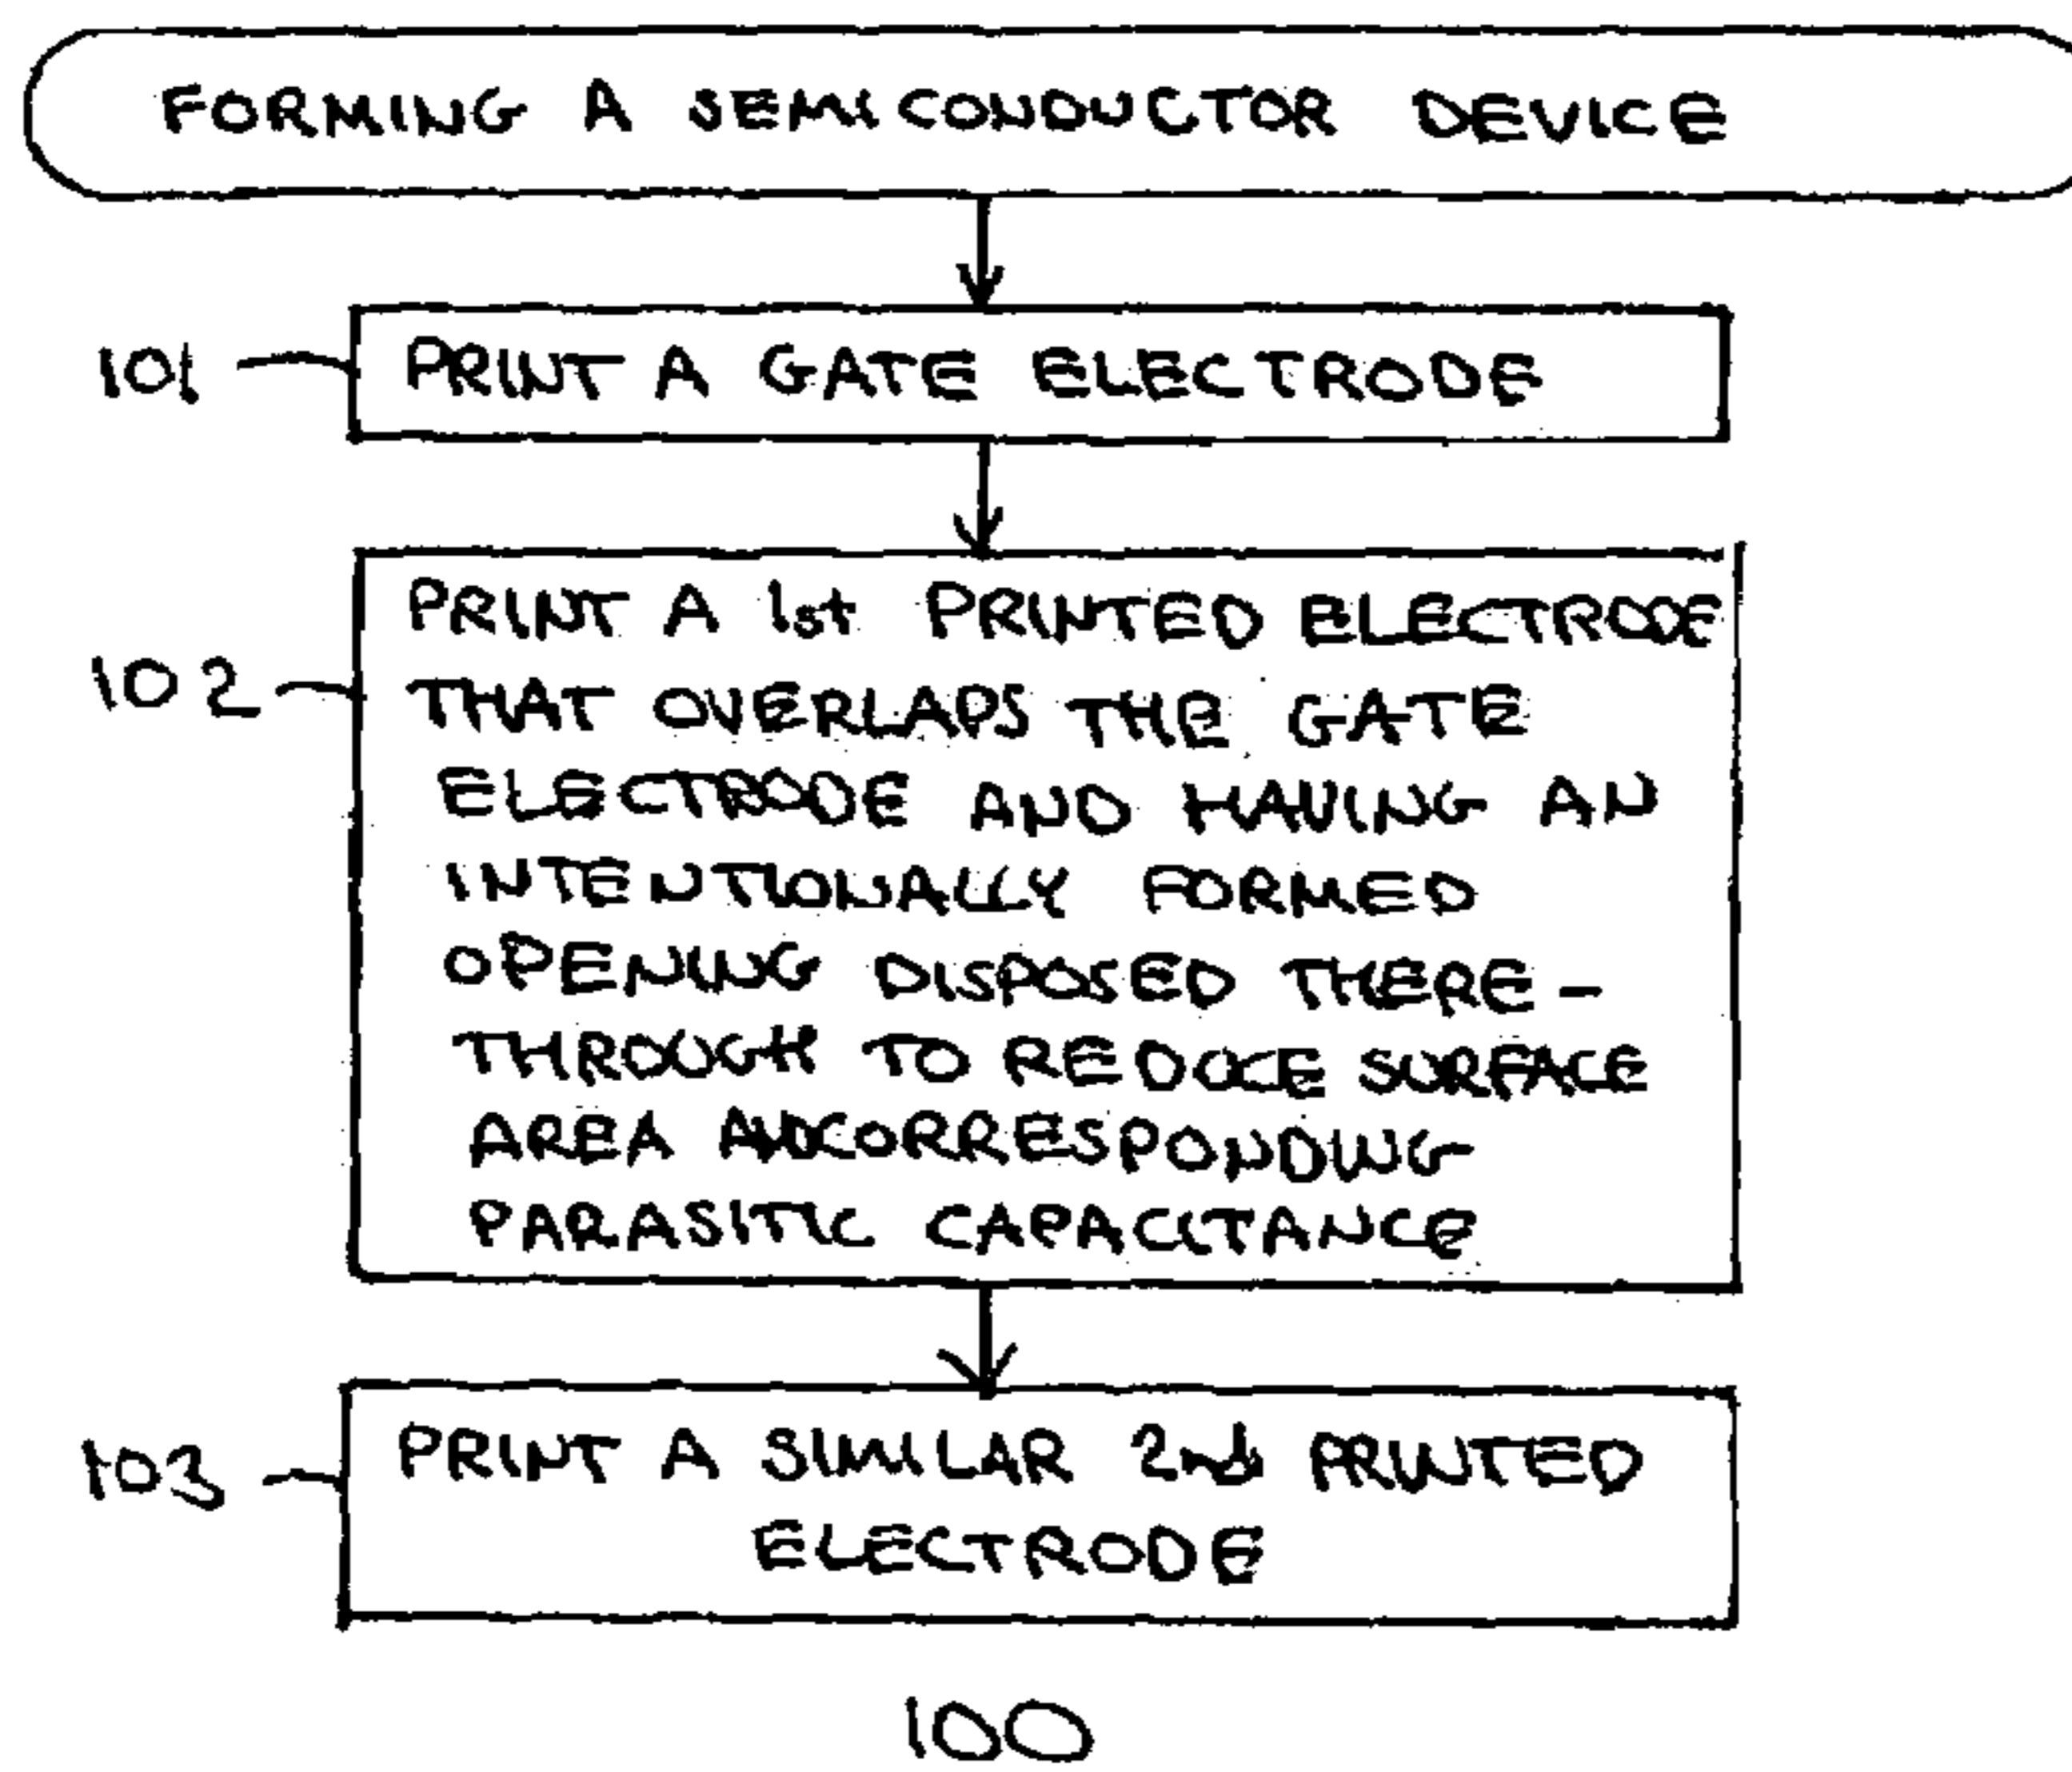 FORMING A SEMICONDUCTOR DEVICE
101 PRINT A GATE ELECTRODE
PRINT A 1st PRINTED ELECTRODE
102 THAT OVERLAPS THE GATE
ELECTRODE AND HAVING AN
INTENTIONALLY FORMED
OPENING DISPOSED THERE-
THROUGH TO REDUCE SURFACE
AREA AND CORRESPONDING
PARASITIC CAPACITANCE
103 PRINT A SIMILAR 2nd PRINTED
ELECTRODE
100